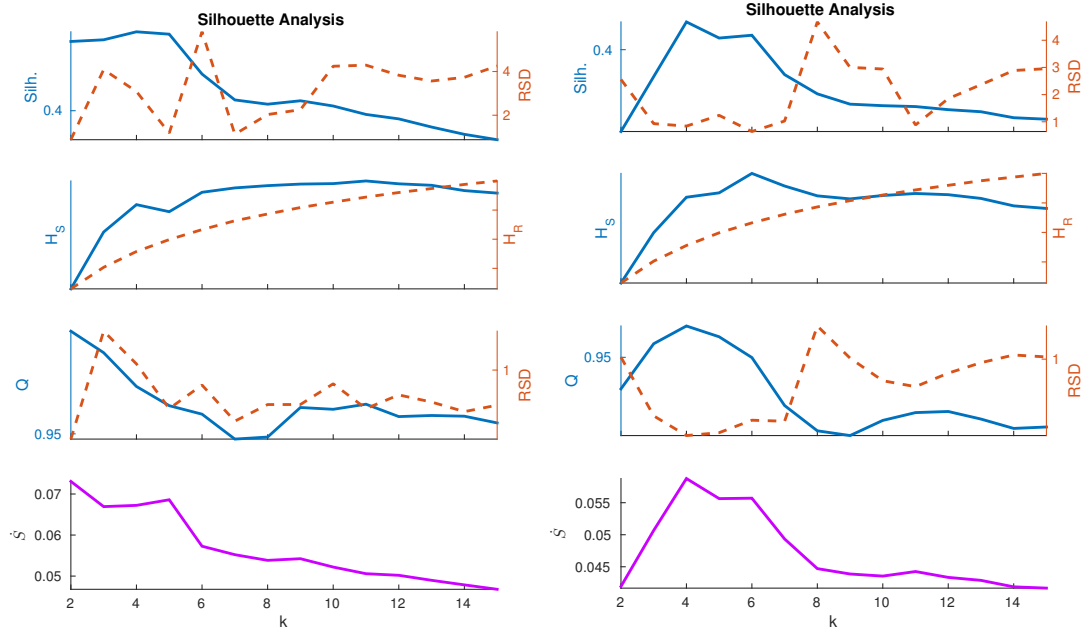 Silhouette Analysis
Silh.
0.4
4
2
RSD
H_S
H_R
Q
0.95
1
RSD
Ṡ
0.07
0.06
0.05
2 4 6 8 10 12 14
k
Silhouette Analysis
Silh.
0.4
4
3
2
1
RSD
H_S
H_R
Q
0.95
1
RSD
Ṡ
0.055
0.05
0.045
2 4 6 8 10 12 14
k